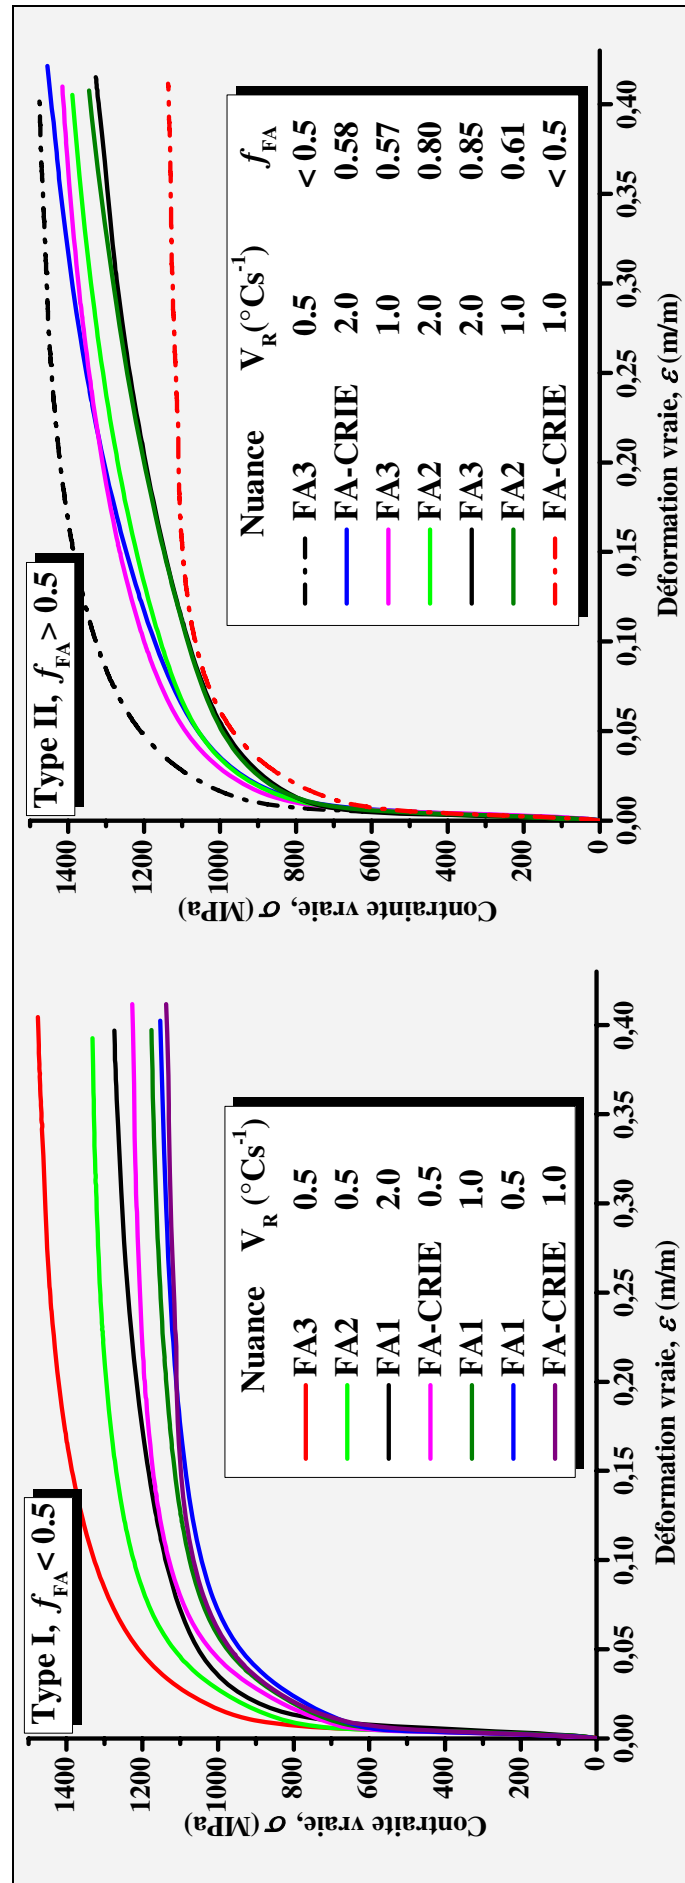 Type I, fFA < 0.5
Contraite vraie, σ (MPa)
1400
1200
1000
800
600
400
200
0
Nuance VR (°Cs-1)
FA3 0.5
FA2 0.5
FA1 2.0
FA-CRIE 0.5
FA1 1.0
FA1 0.5
FA-CRIE 1.0
0,00 0,05 0,10 0,15 0,20 0,25 0,30 0,35 0,40
Déformation vraie, ε (m/m)
Type II, fFA > 0.5
Contrainte vraie, σ (MPa)
1400
1200
1000
800
600
400
200
0
Nuance VR (°Cs-1) fFA
FA3 0.5 < 0.5
FA-CRIE 2.0 0.58
FA3 1.0 0.57
FA2 2.0 0.80
FA3 2.0 0.85
FA2 1.0 0.61
FA-CRIE 1.0 < 0.5
0,00 0,05 0,10 0,15 0,20 0,25 0,30 0,35 0,40
Déformation vraie, ε (m/m)